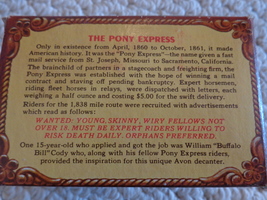 THE PONY EXPRESS
Only in existence from April, 1860 to October, 1861, it made
American history. It was the "Pony Express"—the name given a fast
mail service from St. Joseph, Missouri to Sacramento, California.
The brainchild of partners in a stagecoach and freighting firm, the
Pony Express was established with the hope of winning a mail
contract and staving off pending bankruptcy. Expert horsemen,
riding fleet horses in relays, were dispatched with letters, each
weighing a half ounce and costing $5.00 for the swift delivery.
Riders for the 1,838 mile route were recruited with advertisements
which read as follows:
WANTED: YOUNG, SKINNY, WIRY FELLOWS NOT
OVER 18. MUST BE EXPERT RIDERS WILLING TO
RISK DEATH DAILY. ORPHANS PREFERRED.
One 15-year-old who applied and got the job was William "Buffalo
Bill" Cody who, along with his fellow Pony Express riders,
provided the inspiration for this unique Avon decanter.